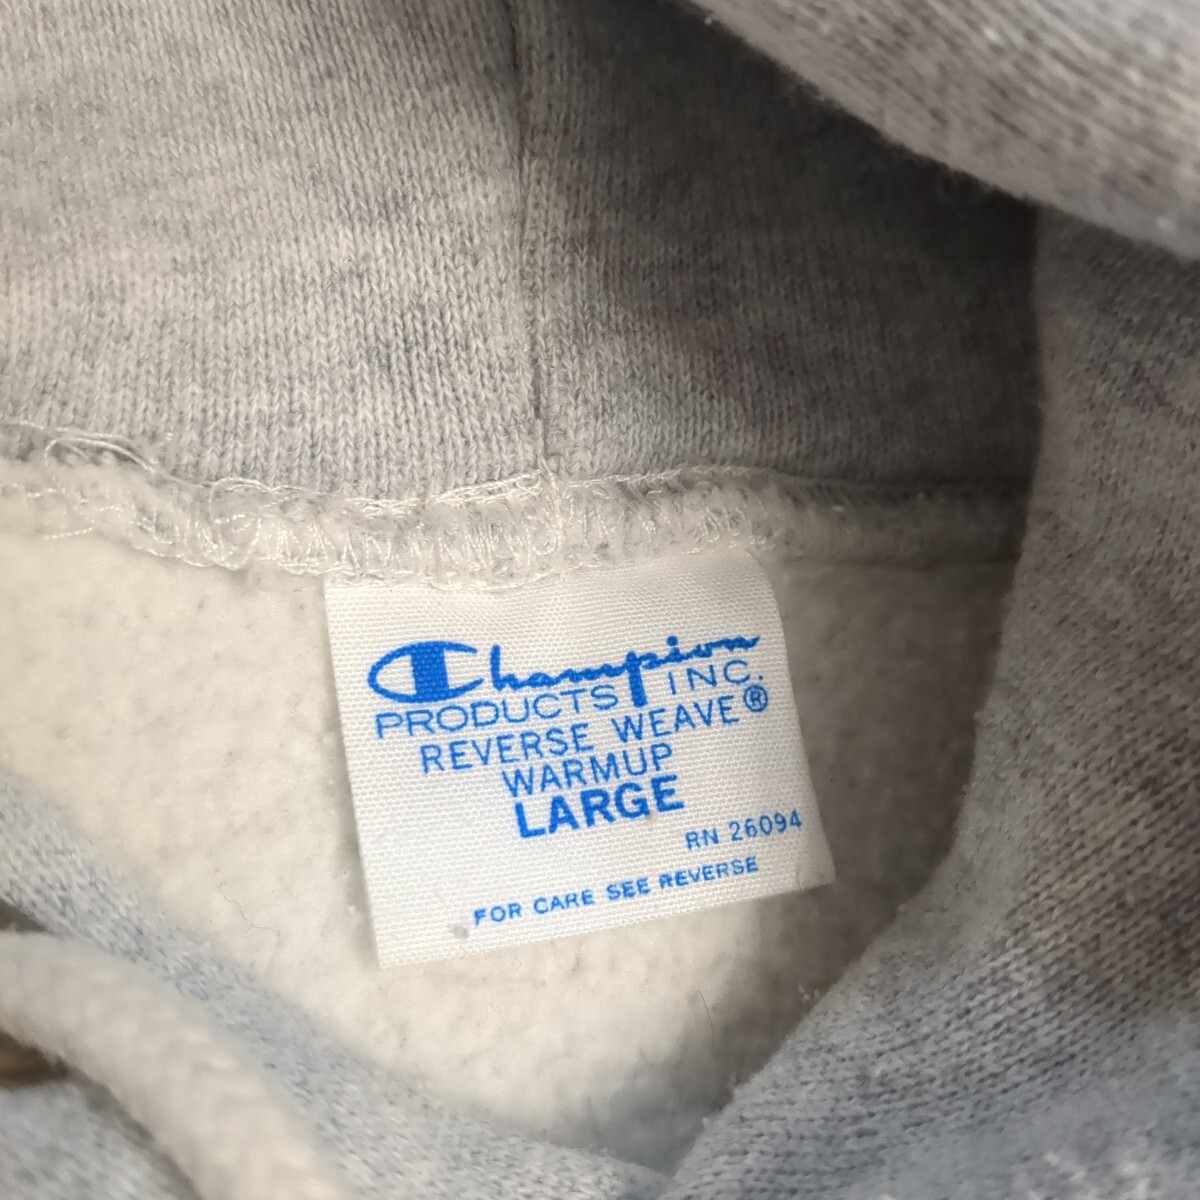 Champion
PRODUCTS INC.
REVERSE WEAVE®
WARMUP
LARGE
RN 26094
FOR CARE SEE REVERSE